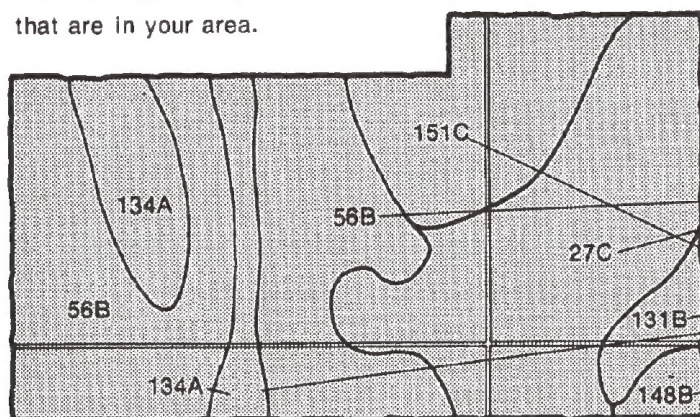 that are in your area.
151C
134A
56B
27C
56B
131B
134A
148B